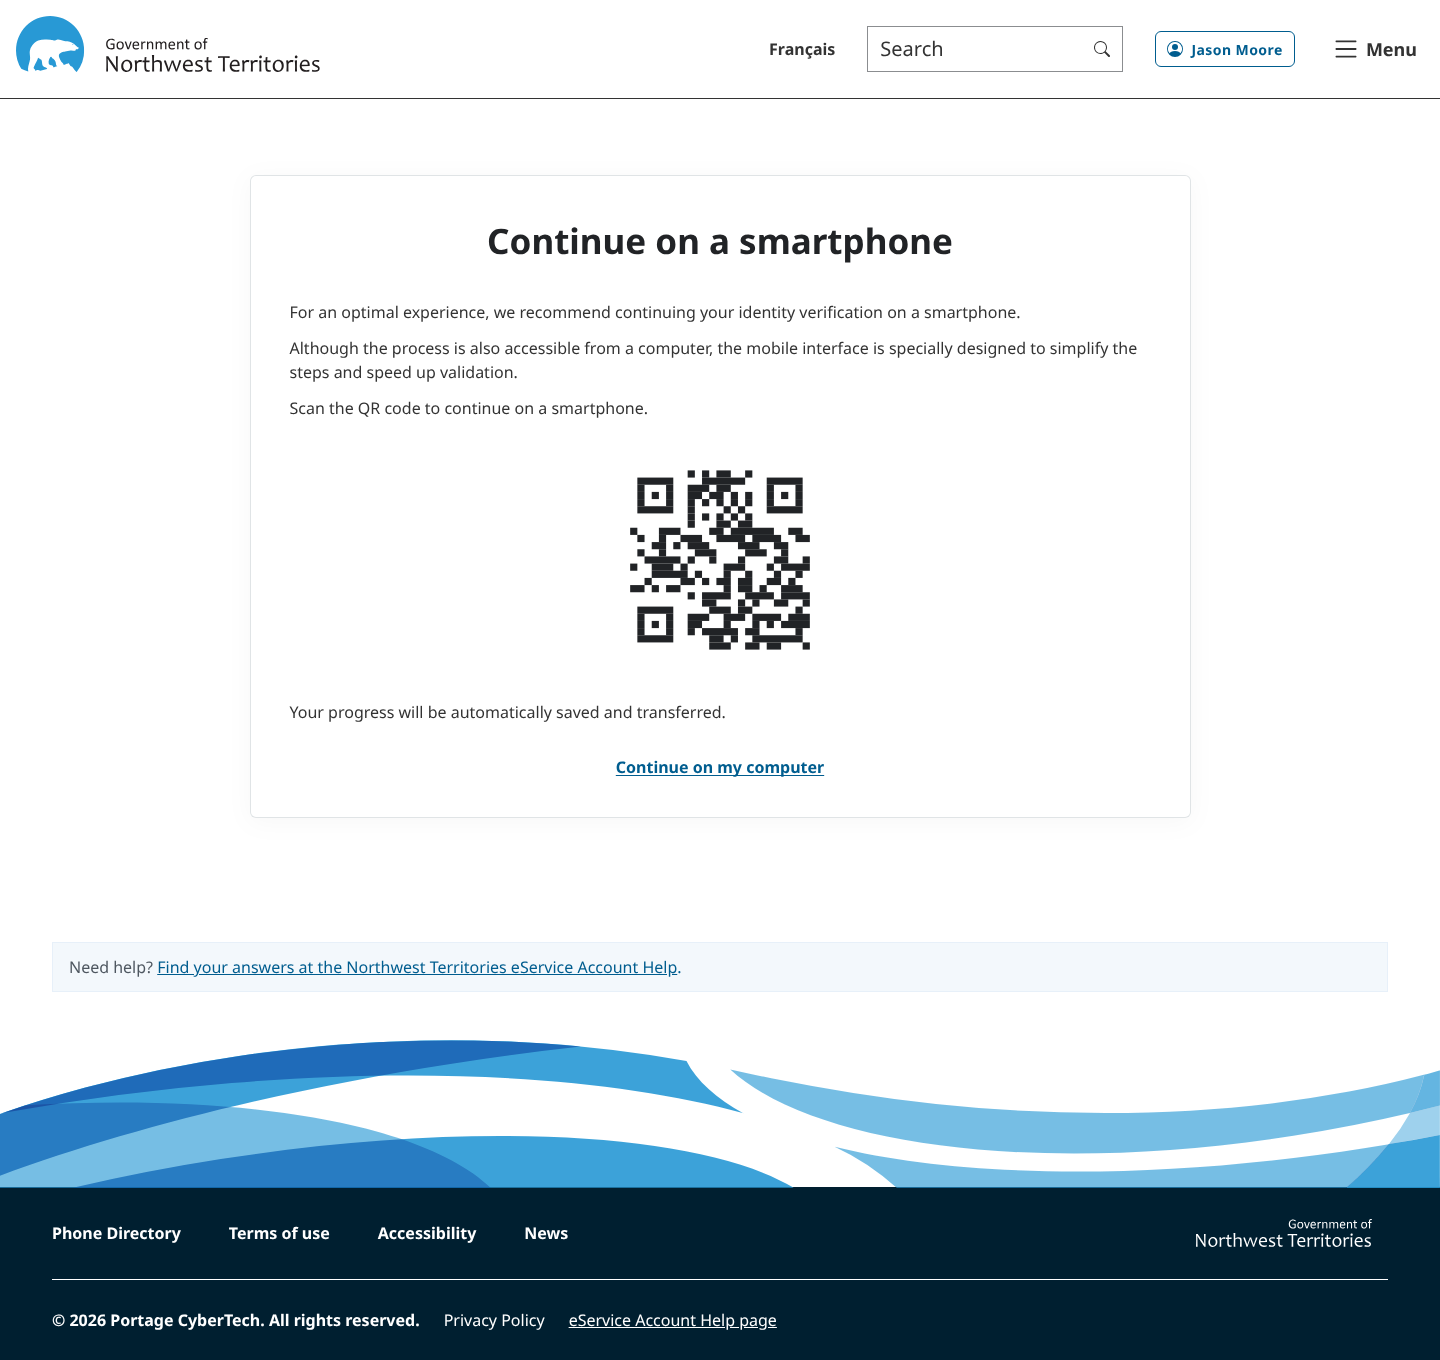 Government of
Northwest Territories
Français
Search
Jason Moore
Menu
Continue on a smartphone
For an optimal experience, we recommend continuing your identity verification on a smartphone.
Although the process is also accessible from a computer, the mobile interface is specially designed to simplify the
steps and speed up validation.
Scan the QR code to continue on a smartphone.
Your progress will be automatically saved and transferred.
Continue on my computer
Need help? Find your answers at the Northwest Territories eService Account Help.
Phone Directory
Terms of use
Accessibility
News
Government of
Northwest Territories
© 2026 Portage CyberTech. All rights reserved.
Privacy Policy
eService Account Help page